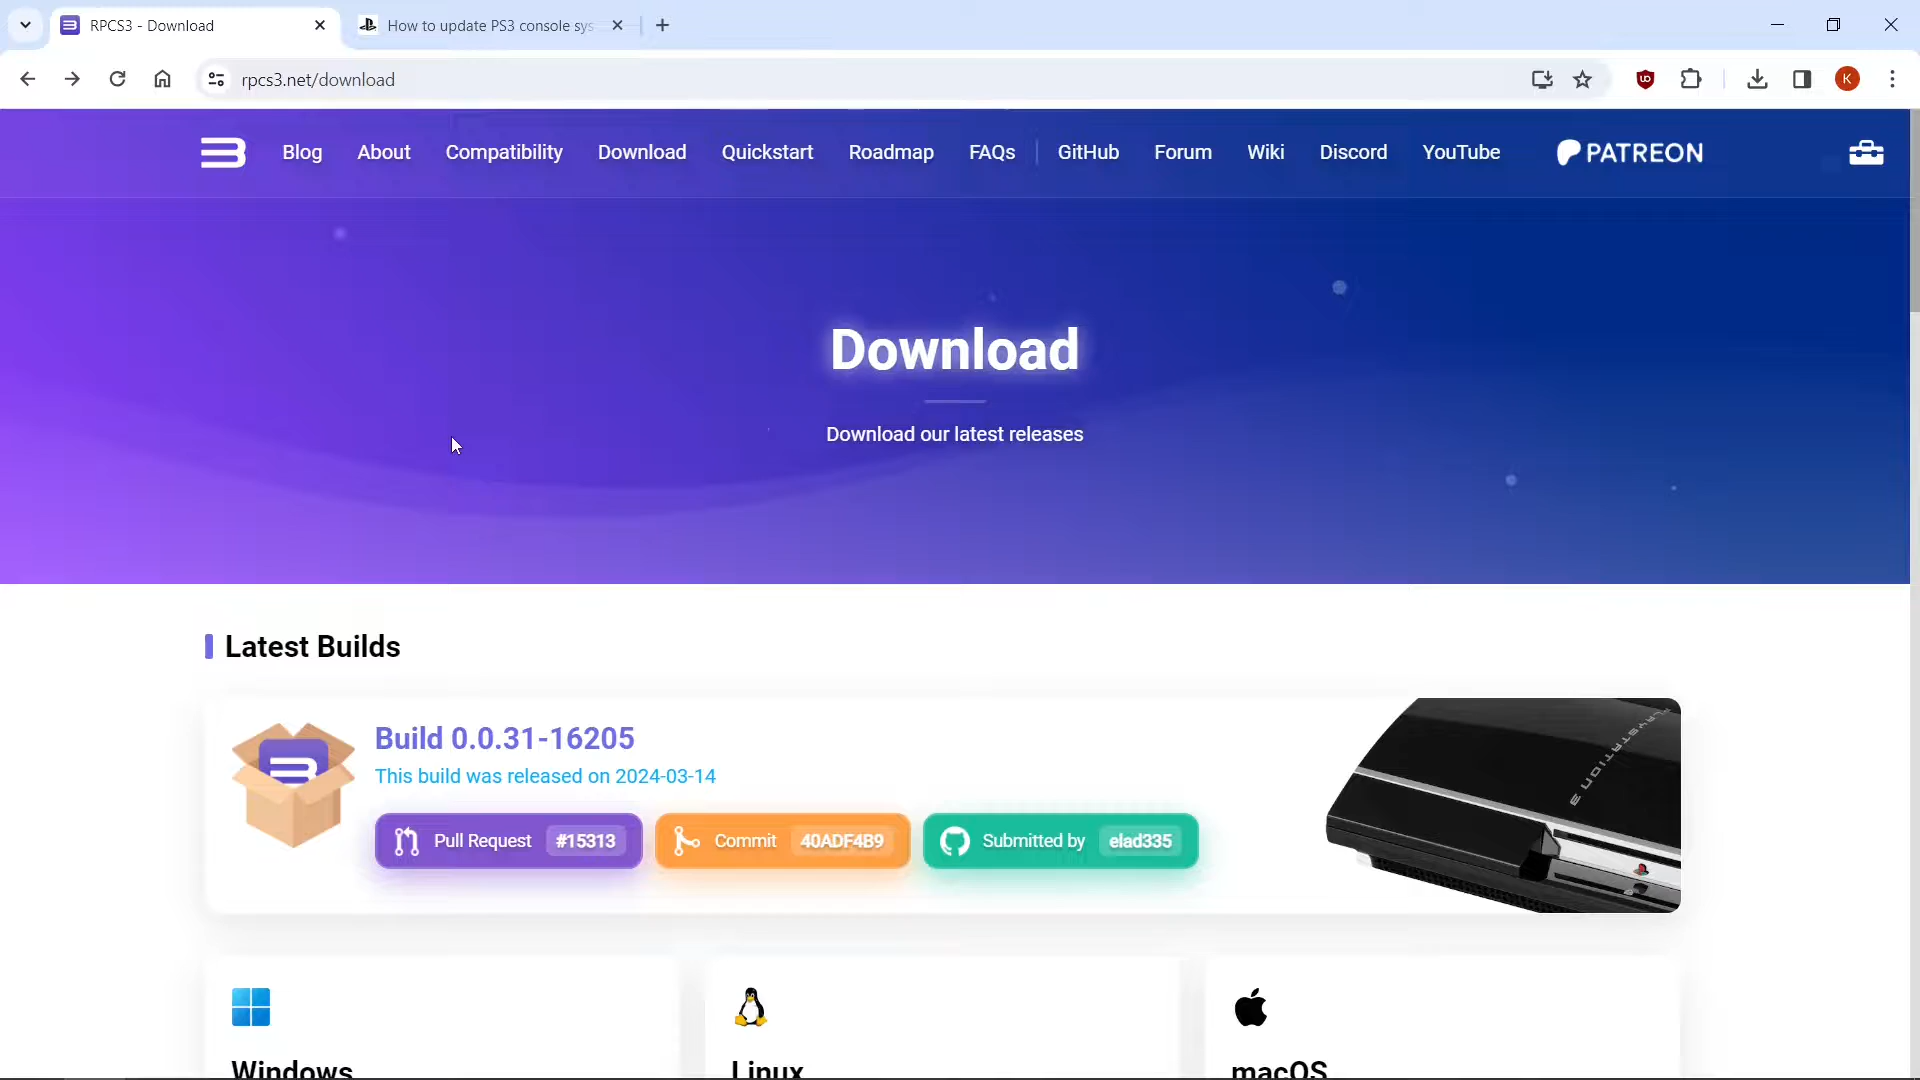 RPCS3 - Download
How to update PS3 console sys
rpcs3.net/download
K
Blog
About
Compatibility
Download
Quickstart
Roadmap
FAQs
GitHub
Forum
Wiki
Discord
YouTube
PATREON
Download
Download our latest releases
Latest Builds
Build 0.0.31-16205
This build was released on 2024-03-14
Pull Request #15313
Commit 40ADF4B9
Submitted by elad335
PLAYSTATION 3
Windows
Linux
macOS